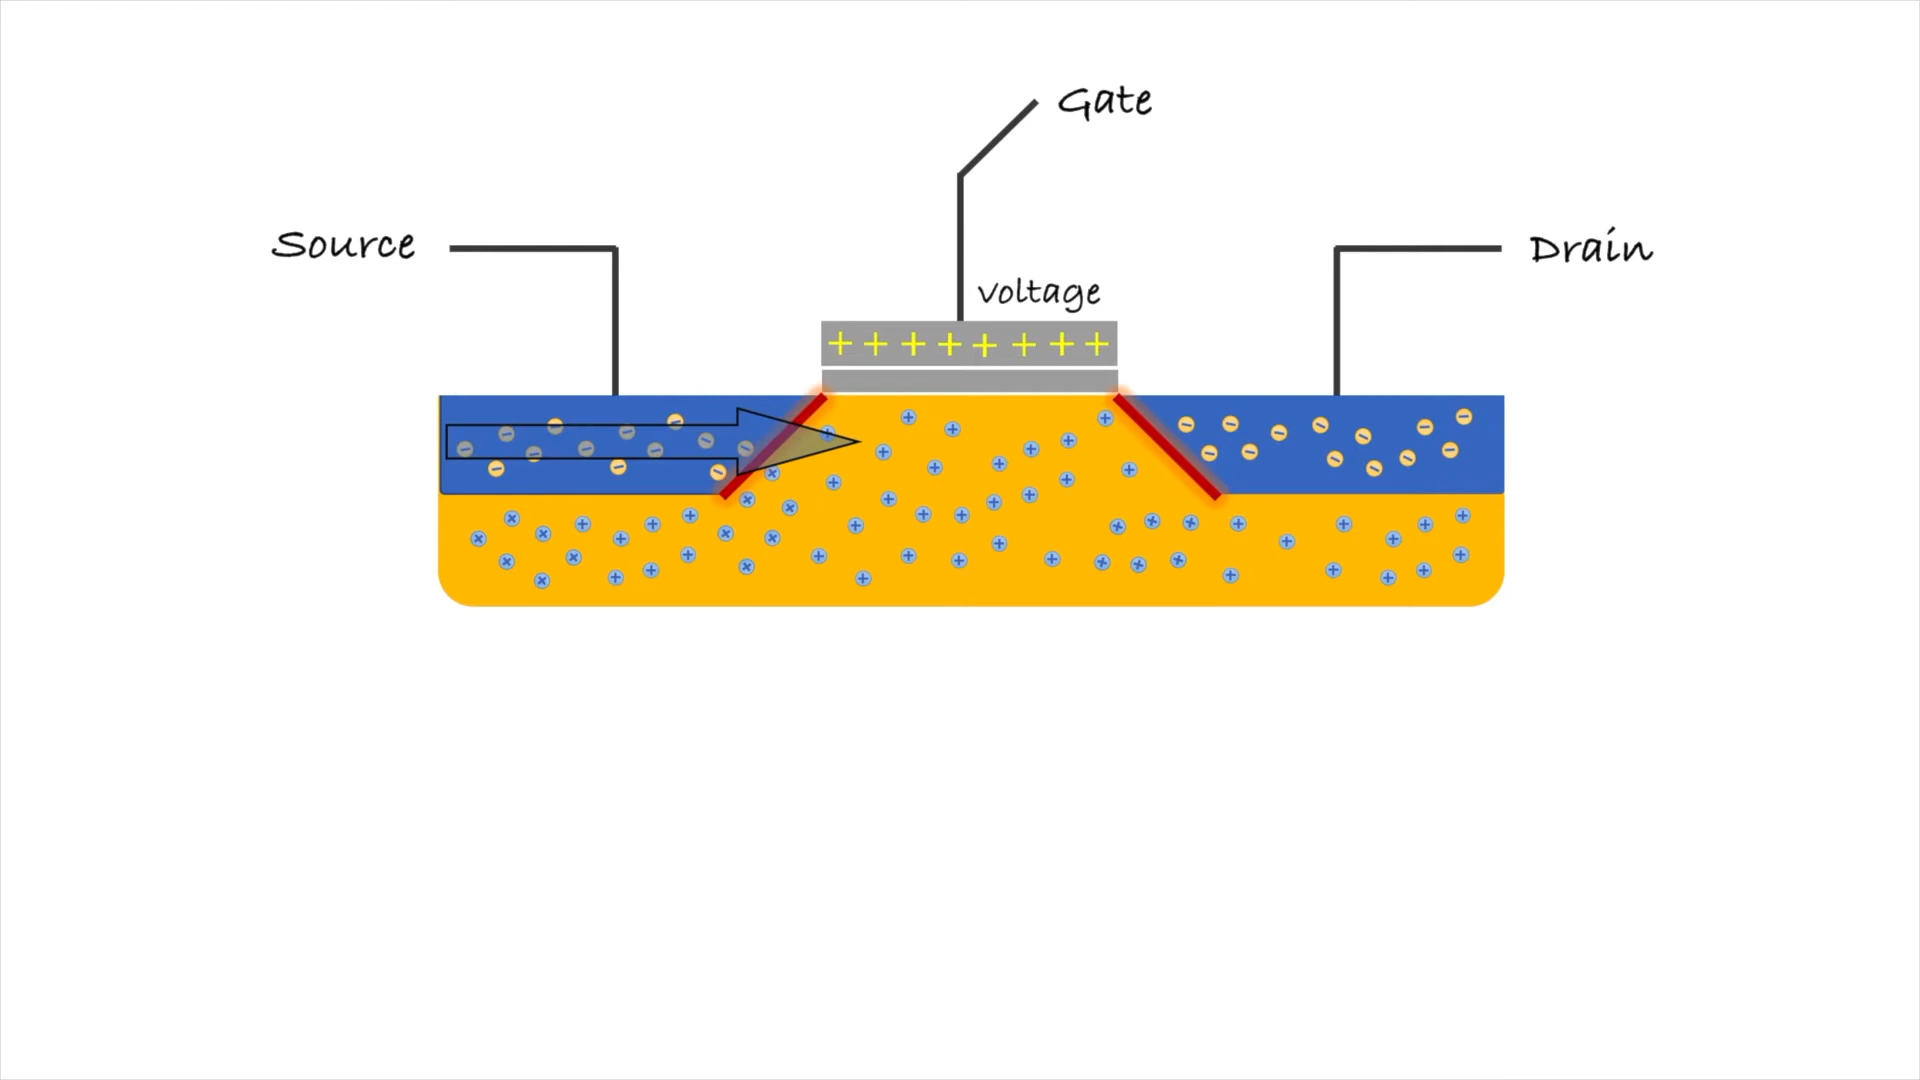 Gate
Source
Drain
voltage
+ + + + + + + +